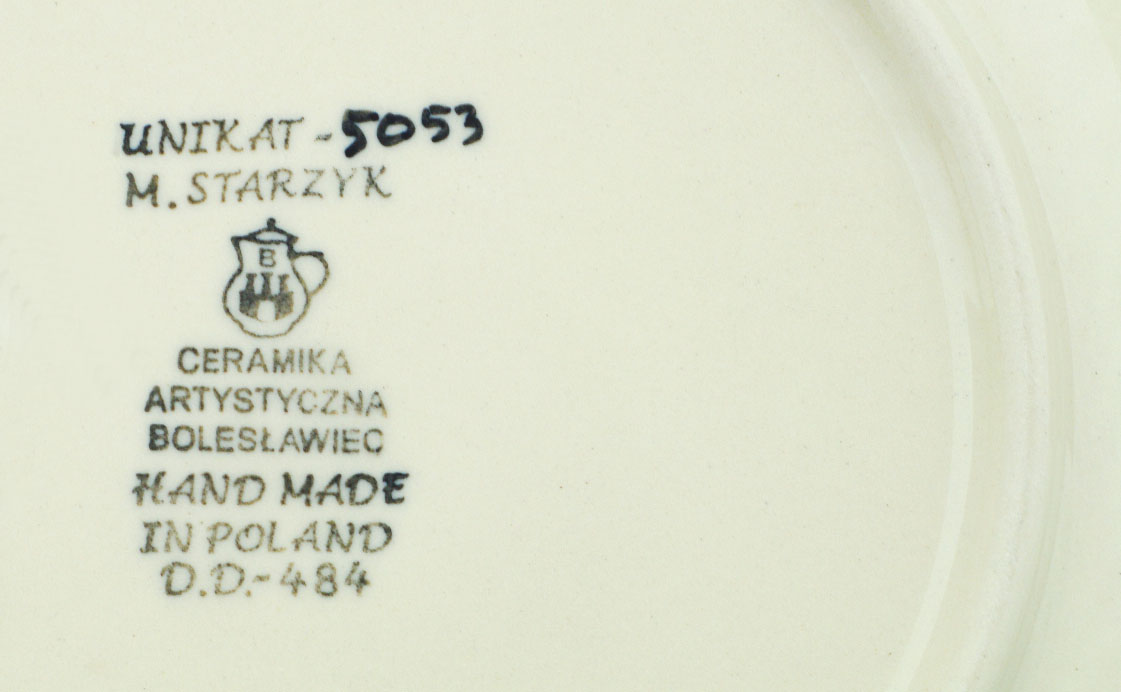 UNIKAT - 5053
M. STARZYK
B
CERAMIKA
ARTYSTYCZNA
BOLESŁAWIEC
HAND MADE
IN POLAND
D.D.-484